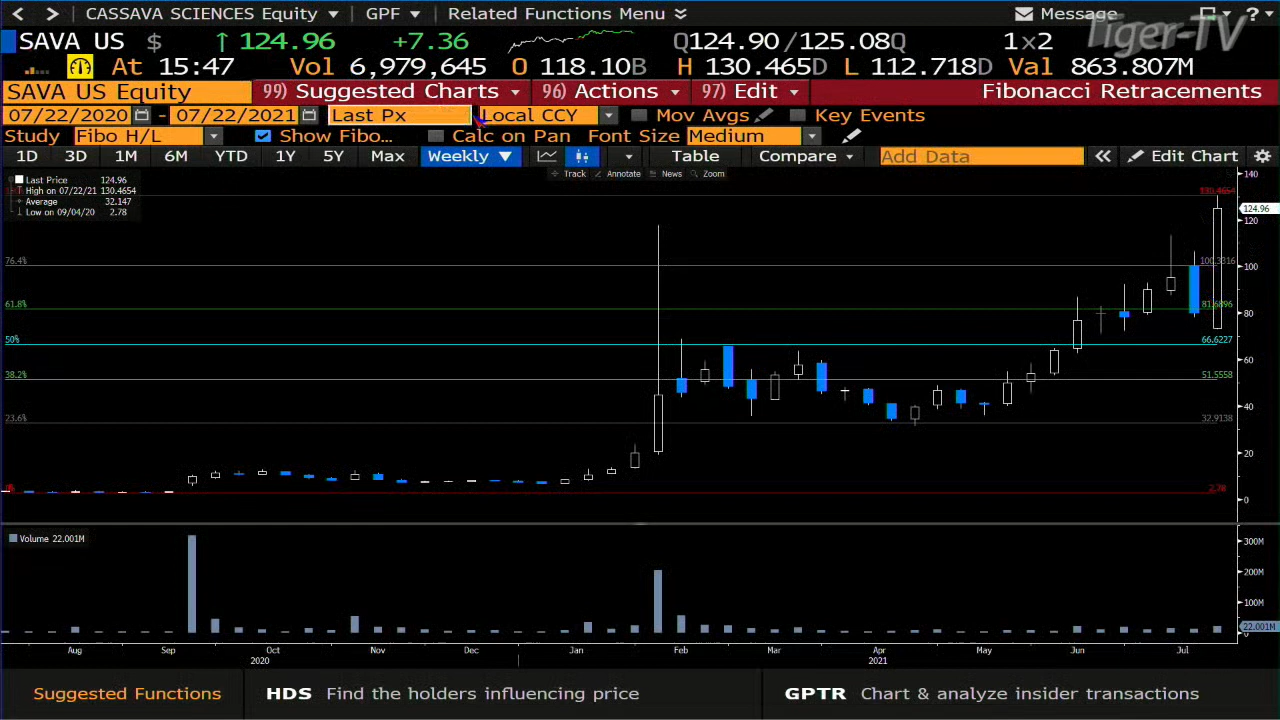 CASSAVA SCIENCES Equity GPF Related Functions Menu Message ?
Tiger-TV
SAVA US $ ↑ 124.96 +7.36 Q124.90 /125.08Q 1x2
At 15:47 Vol 6,979,645 O 118.10B H 130.465D L 112.718D Val 863.807M
SAVA US Equity 99) Suggested Charts 96) Actions 97) Edit Fibonacci Retracements
07/22/2020 - 07/22/2021 Last Px Local CCY Mov Avgs Key Events
Study Fibo H/L Show Fibo... Calc on Pan Font Size Medium
1D 3D 1M 6M YTD 1Y 5Y Max Weekly ▼ Table Compare Add Data « Edit Chart
Track Annotate News Zoom
Last Price 124.96
High on 07/22/21 130.4654
Average 32.147
Low on 09/04/20 2.78
140
130.4654
124.96
120
76.4% 100.3316 100
61.8% 81.6896 80
50% 66.6227
60
38.2% 51.5558
40
23.6% 32.9138
20
0% 2.78
0
Volume 22.001M
300M
200M
100M
22.001M
0
Aug Sep Oct Nov Dec Jan Feb Mar Apr May Jun Jul
2020 2021
Suggested Functions HDS Find the holders influencing price GPTR Chart & analyze insider transactions